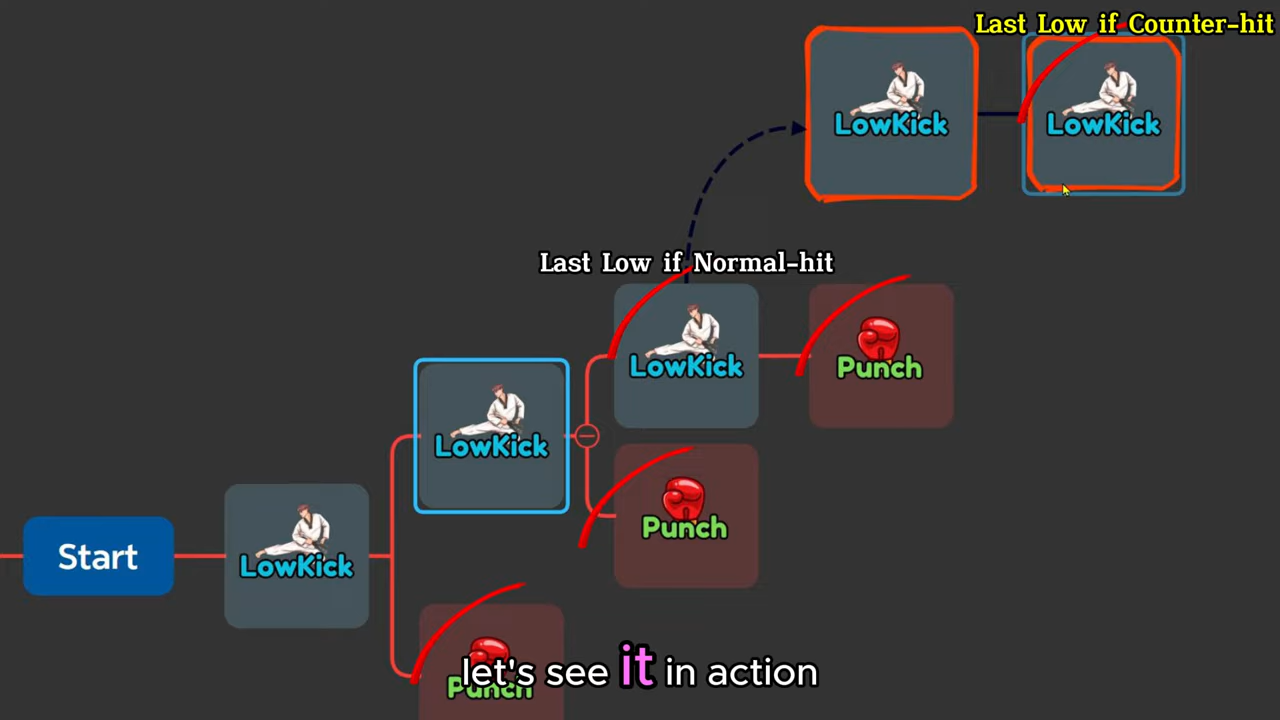 Last Low if Counter-hit
LowKick
LowKick
Last Low if Normal-hit
LowKick
Punch
LowKick
Punch
Start
LowKick
Punch
let's see it in action